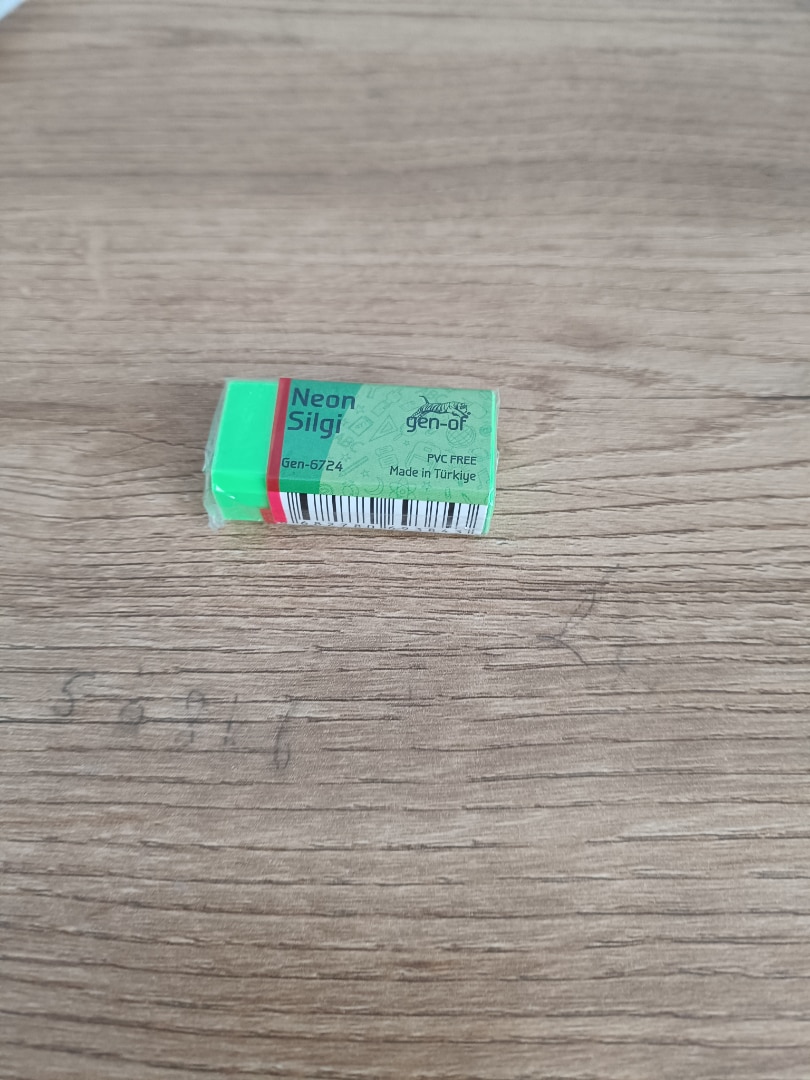 Neon
Silgi
gen-of
Gen-6724
PVC FREE
Made in Türkiye